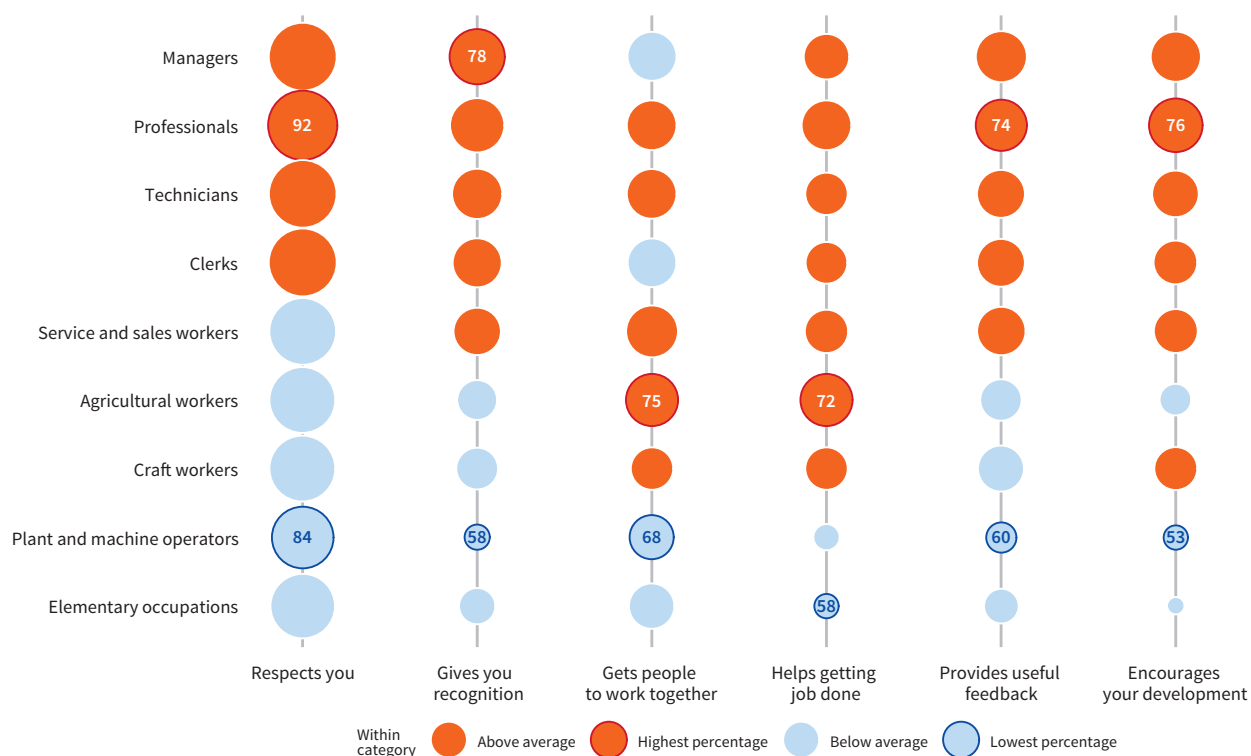 Managers
78
Professionals
92
74
76
Technicians
Clerks
Service and sales workers
Agricultural workers
75
72
Craft workers
Plant and machine operators
84
58
68
60
53
Elementary occupations
58
Respects you
Gives you
recognition
Gets people
to work together
Helps getting
job done
Provides useful
feedback
Encourages
your development
Within
category
Above average
Highest percentage
Below average
Lowest percentage